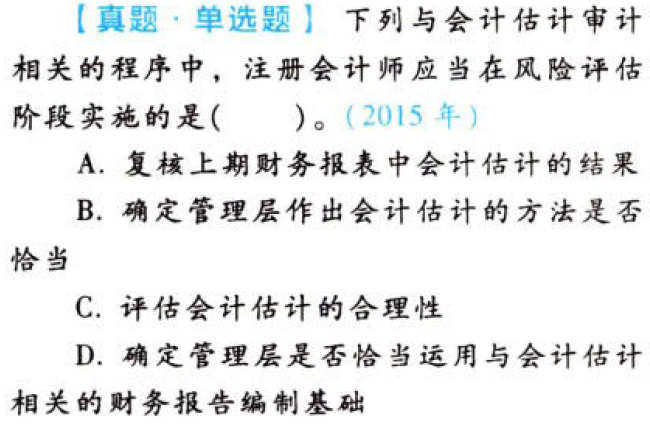 【真题·单选题】 下列与会计估计审计
相关的程序中，注册会计师应当在风险评估
阶段实施的是(　　)。(2015 年)
A. 复核上期财务报表中会计估计的结果
B. 确定管理层作出会计估计的方法是否
恰当
C. 评估会计估计的合理性
D. 确定管理层是否恰当运用与会计估计
相关的财务报告编制基础